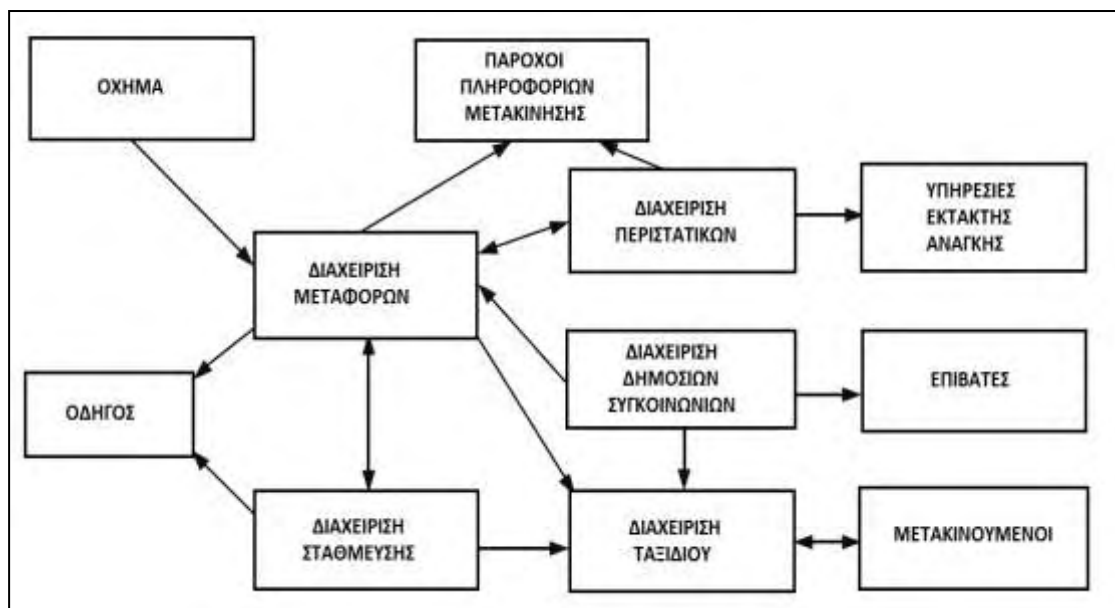 ΟΧΗΜΑ
ΠΑΡΟΧΟΙ
ΠΛΗΡΟΦΟΡΙΩΝ
ΜΕΤΑΚΙΝΗΣΗΣ
ΔΙΑΧΕΙΡΙΣΗ
ΠΕΡΙΣΤΑΤΙΚΩΝ
ΥΠΗΡΕΣΙΕΣ
ΕΚΤΑΚΤΗΣ
ΑΝΑΓΚΗΣ
ΔΙΑΧΕΙΡΙΣΗ
ΜΕΤΑΦΟΡΩΝ
ΔΙΑΧΕΙΡΙΣΗ
ΔΗΜΟΣΙΩΝ
ΣΥΓΚΟΙΝΩΝΙΩΝ
ΕΠΙΒΑΤΕΣ
ΟΔΗΓΟΣ
ΔΙΑΧΕΙΡΙΣΗ
ΣΤΑΘΜΕΥΣΗΣ
ΔΙΑΧΕΙΡΙΣΗ
ΤΑΞΙΔΙΟΥ
ΜΕΤΑΚΙΝΟΥΜΕΝΟΙ